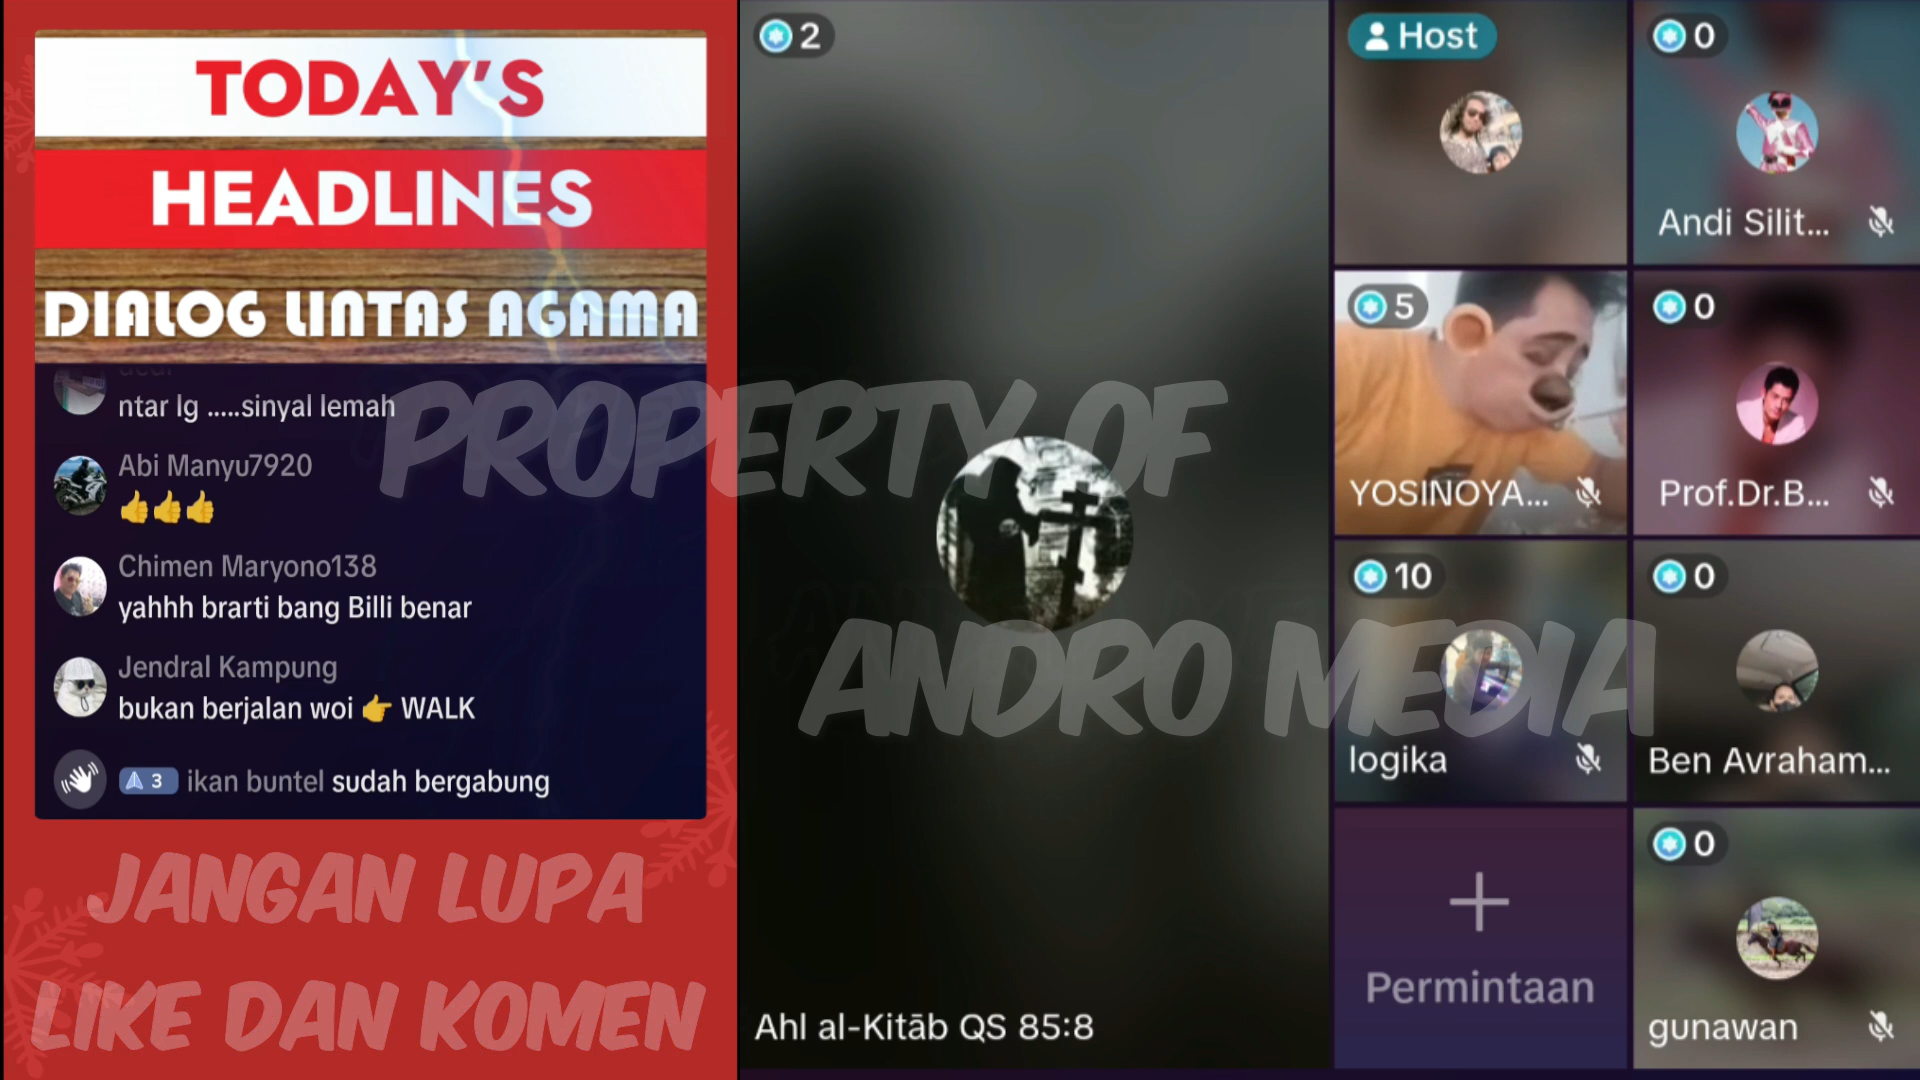 TODAY'S
HEADLINES
DIALOG LINTAS AGAMA
ntar lg .....sinyal lemah
Abi Manyu7920
👍👍👍
Chimen Maryono138
yahhh brarti bang Billi benar
Jendral Kampung
bukan berjalan woi 👉 WALK
3 ikan buntel sudah bergabung
JANGAN LUPA
LIKE DAN KOMEN
PROPERTY OF
ANDRO MEDIA
2
Ahl al-Kitāb QS 85:8
Host
0
Andi Silit...
5
YOSINOYA...
0
Prof.Dr.B...
10
logika
0
Ben Avraham...
Permintaan
0
gunawan